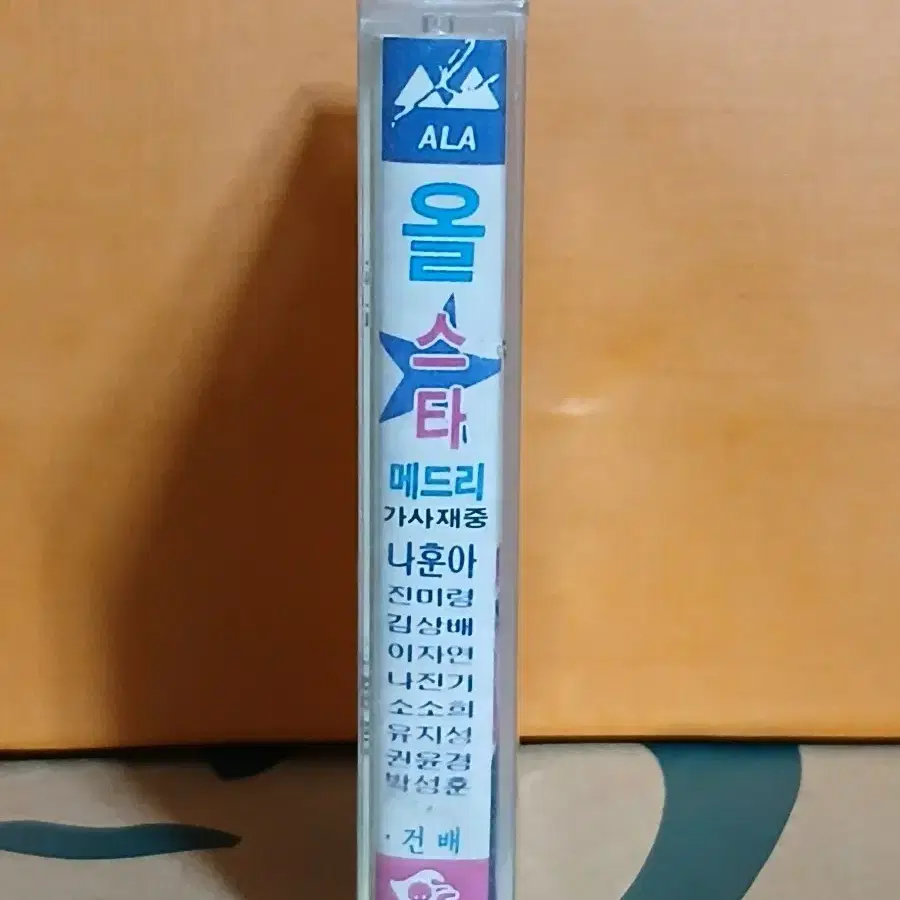 ALA
올
스
타
메드리
가사재중
나훈아
진미령
김상배
이자연
나진기
소소희
유지성
권윤경
박성훈
·건배